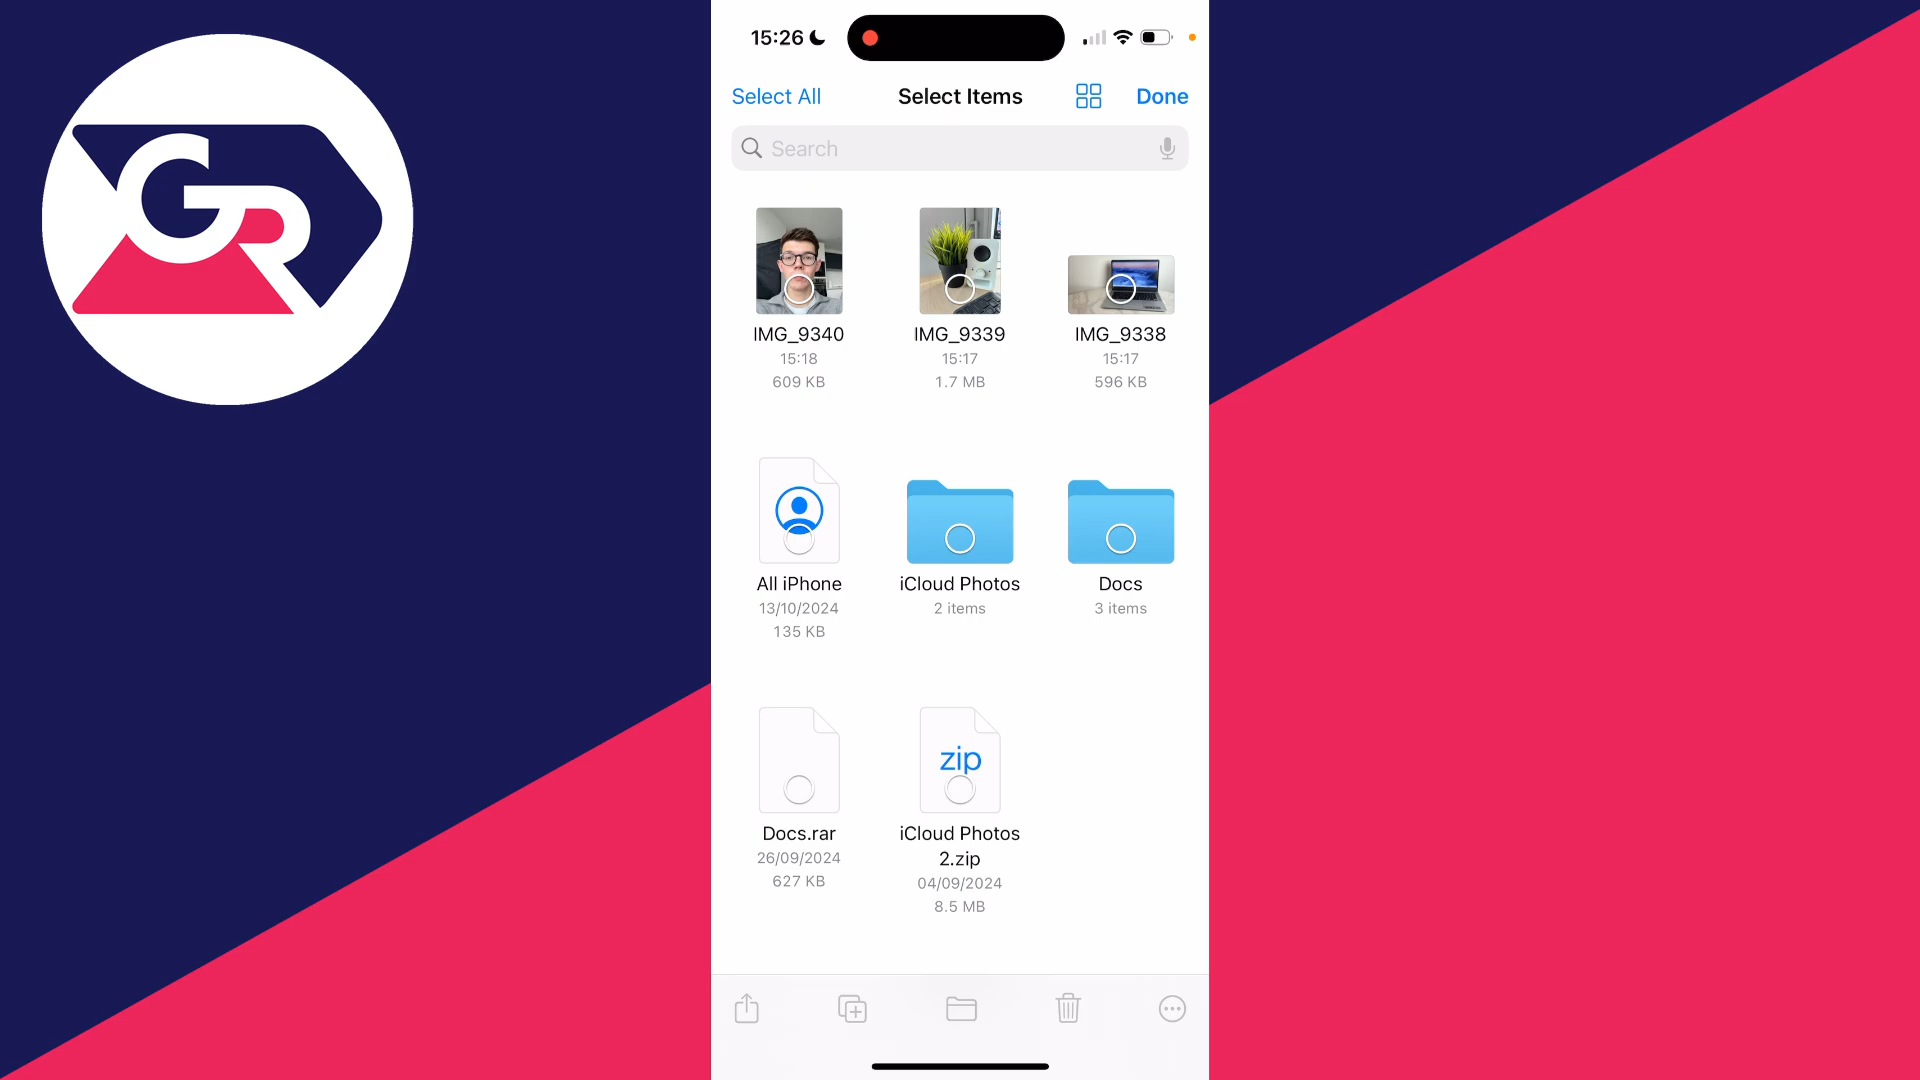 GR
15:26
Select All
Select Items
Done
Search
IMG_9340
15:18
609 KB
IMG_9339
15:17
1.7 MB
IMG_9338
15:17
596 KB
All iPhone
13/10/2024
135 KB
iCloud Photos
2 items
Docs
3 items
Docs.rar
26/09/2024
627 KB
zip
iCloud Photos
2.zip
04/09/2024
8.5 MB